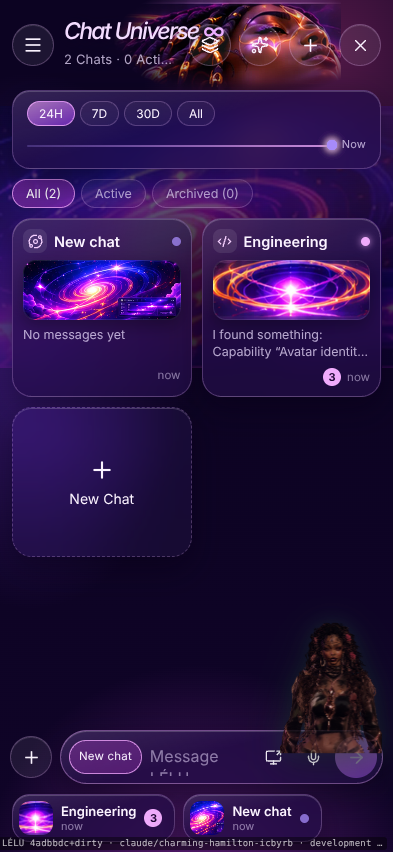 Chat Universe ∞
2 Chats · 0 Acti...
24H 7D 30D All
Now
All (2) Active Archived (0)
New chat
No messages yet
now
Engineering
I found something:
Capability “Avatar identit...
3 now
New Chat
New chat Message
Engineering
now
3
New chat
now
LÉLU 4adbbdc+dirty · claude/charming-hamilton-icbyrb · development …